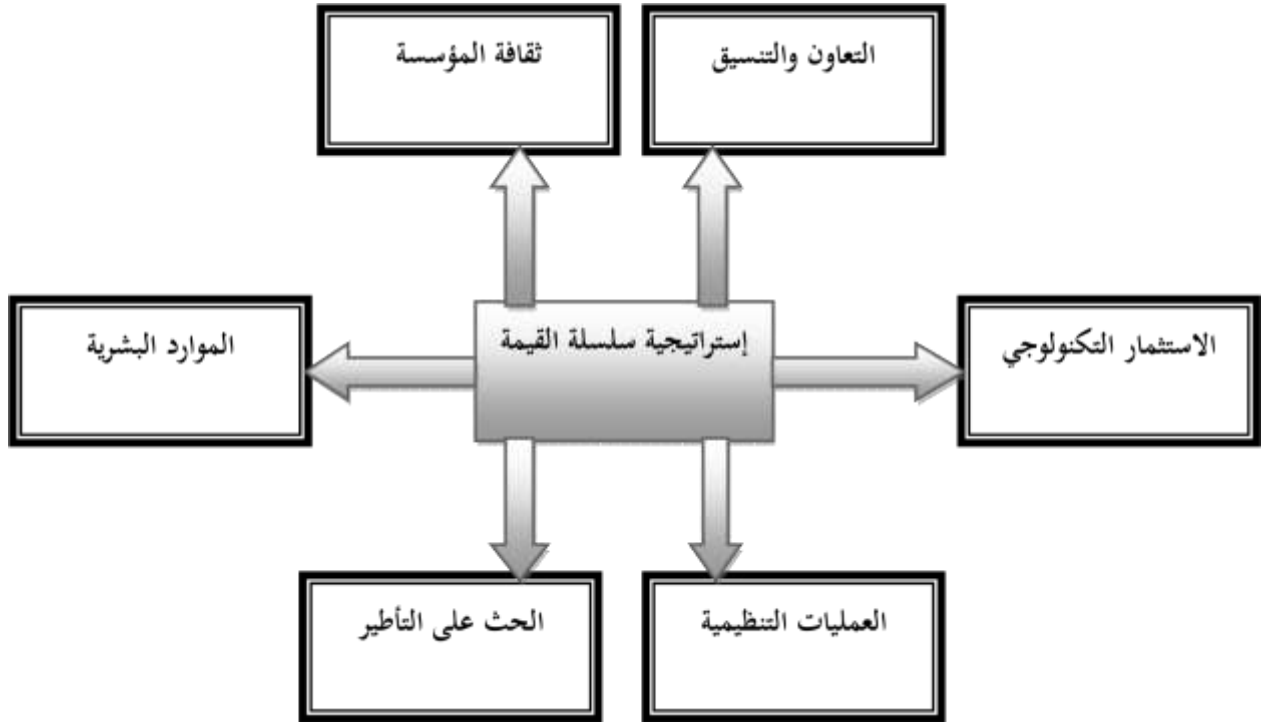 التعاون والتنسيق
ثقافة المؤسسة
الاستثمار التكنولوجي
إستراتيجية سلسلة القيمة
الموارد البشرية
العمليات التنظيمية
الحث على التأطير